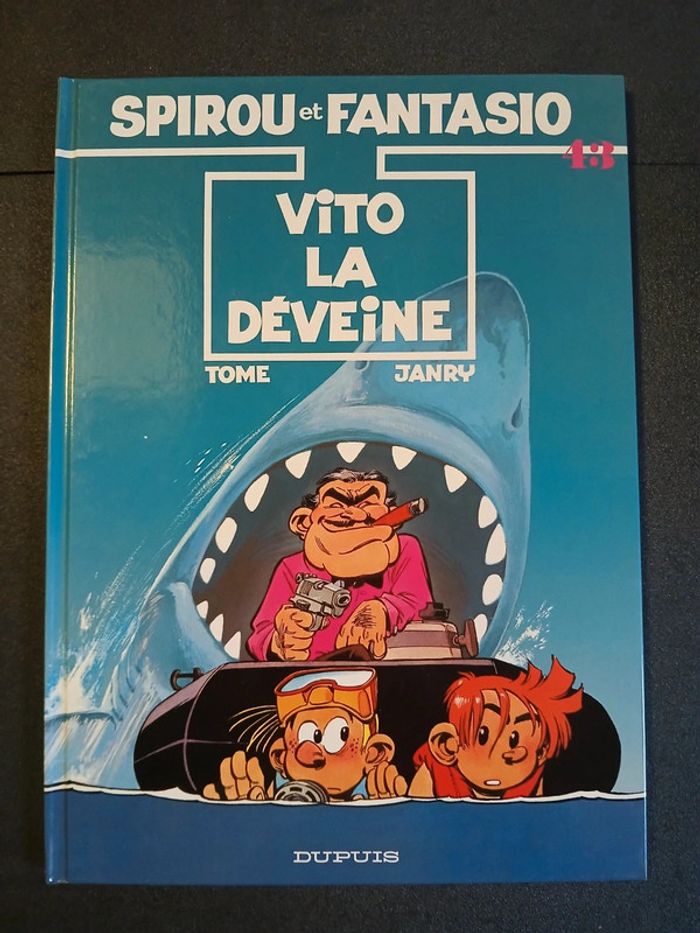 SPIROU et FANTASIO
43
ViTO
LA
DÉVEiNE
TOME JANRY
DUPUIS